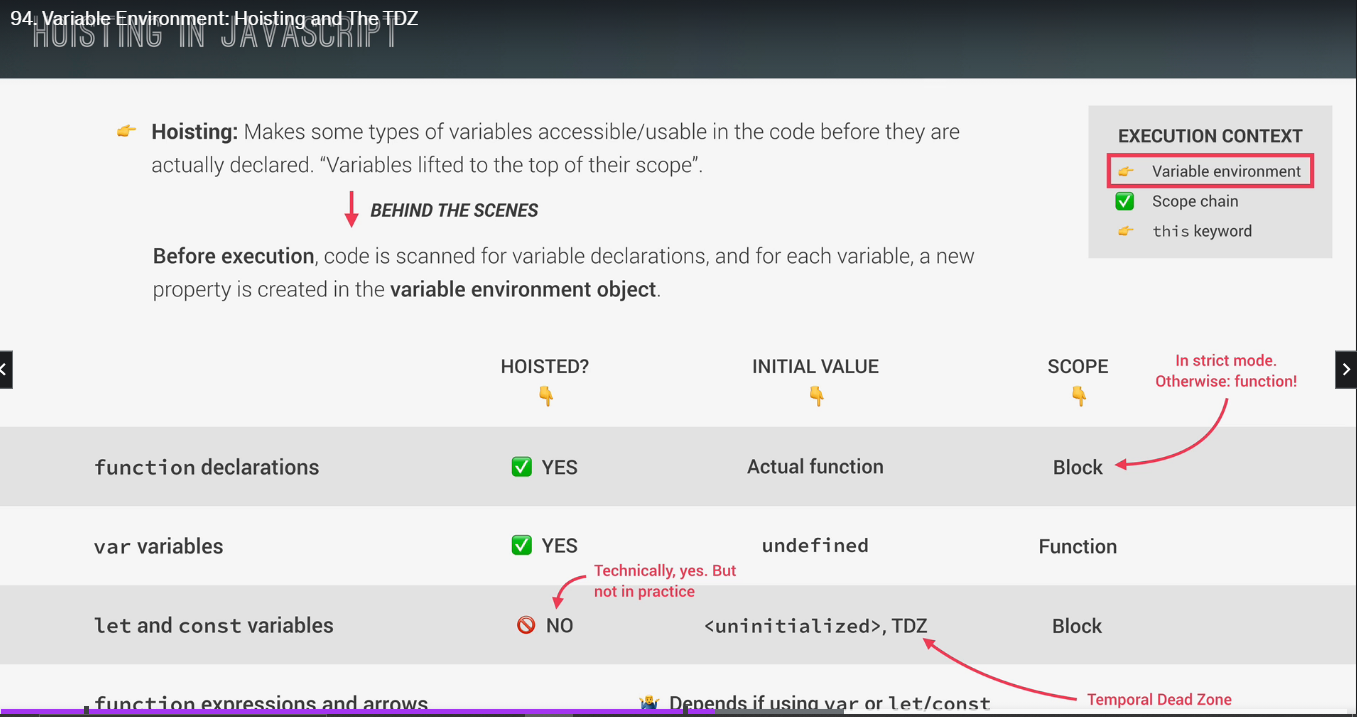 94. Variable Environment: Hoisting and The TDZ
HOISTING IN JAVASCRIPT
Hoisting: Makes some types of variables accessible/usable in the code before they are
actually declared. “Variables lifted to the top of their scope”.
BEHIND THE SCENES
Before execution, code is scanned for variable declarations, and for each variable, a new
property is created in the variable environment object.
EXECUTION CONTEXT
Variable environment
Scope chain
this keyword
HOISTED? INITIAL VALUE SCOPE
In strict mode.
Otherwise: function!
function declarations YES Actual function Block
var variables YES undefined Function
Technically, yes. But
not in practice
let and const variables NO <uninitialized>, TDZ Block
Temporal Dead Zone
function expressions and arrows Depends if using var or let/const